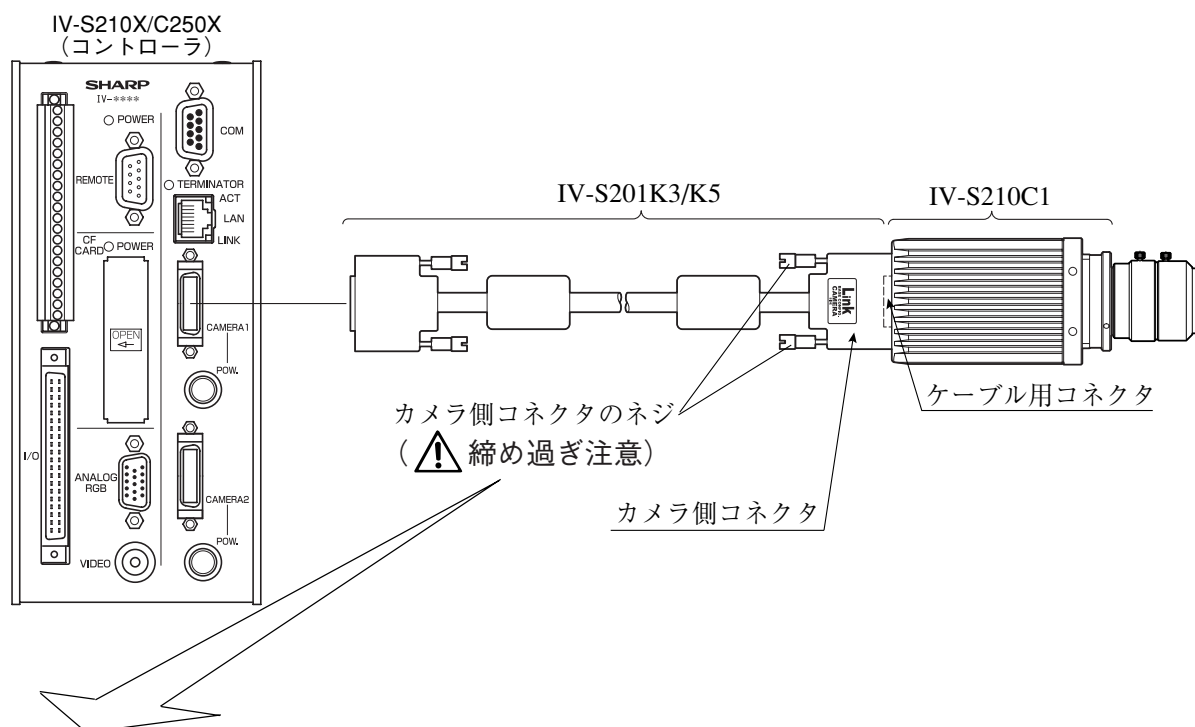 IV-S210X/C250X
（コントローラ）
SHARP
IV-****
POWER
COM
REMOTE
TERMINATOR
ACT
LAN
LINK
CF
CARD
POWER
OPEN
CAMERA1
POW.
I/O
ANALOG
RGB
CAMERA2
POW.
VIDEO
IV-S201K3/K5
IV-S210C1
Link
CAMERA
ケーブル用コネクタ
カメラ側コネクタのネジ
（⚠ 締め過ぎ注意）
カメラ側コネクタ